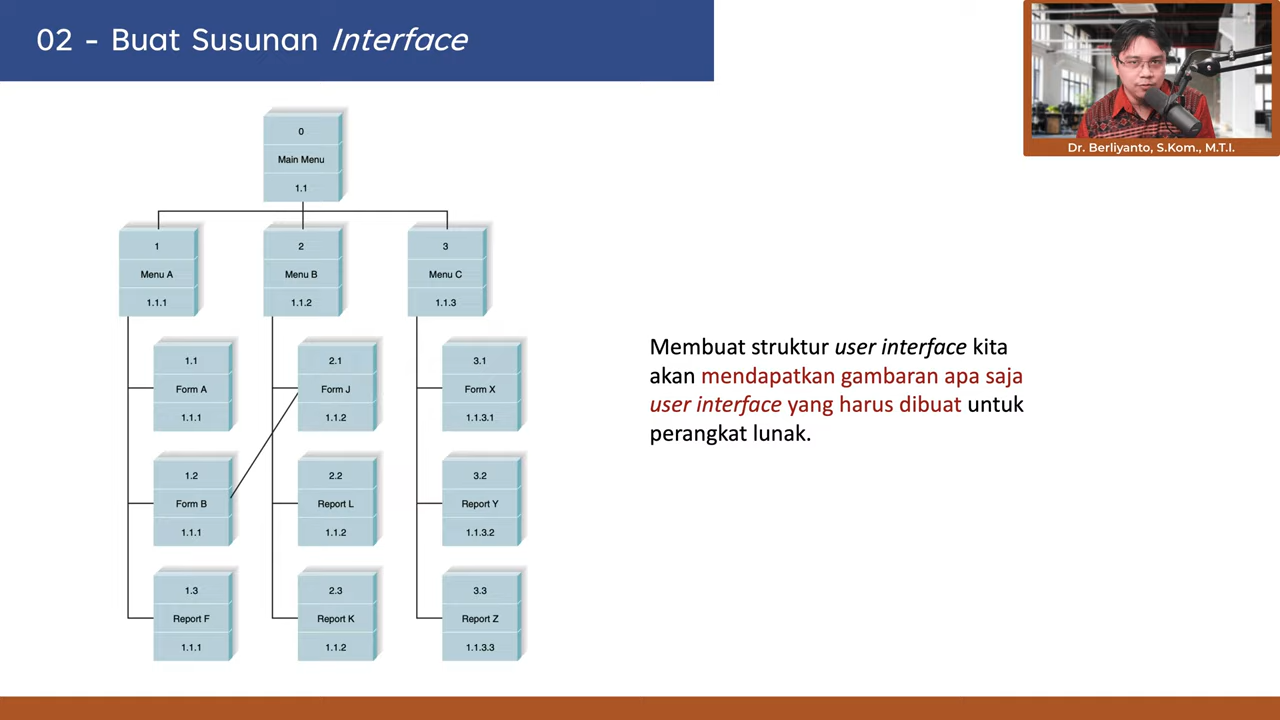 02 - Buat Susunan Interface
Dr. Berliyanto, S.Kom., M.T.I.
0
Main Menu
1.1
1
Menu A
1.1.1
2
Menu B
1.1.2
3
Menu C
1.1.3
1.1
Form A
1.1.1
2.1
Form J
1.1.2
3.1
Form X
1.1.3.1
1.2
Form B
1.1.1
2.2
Report L
1.1.2
3.2
Report Y
1.1.3.2
1.3
Report F
1.1.1
2.3
Report K
1.1.2
3.3
Report Z
1.1.3.3
Membuat struktur user interface kita
akan mendapatkan gambaran apa saja
user interface yang harus dibuat untuk
perangkat lunak.